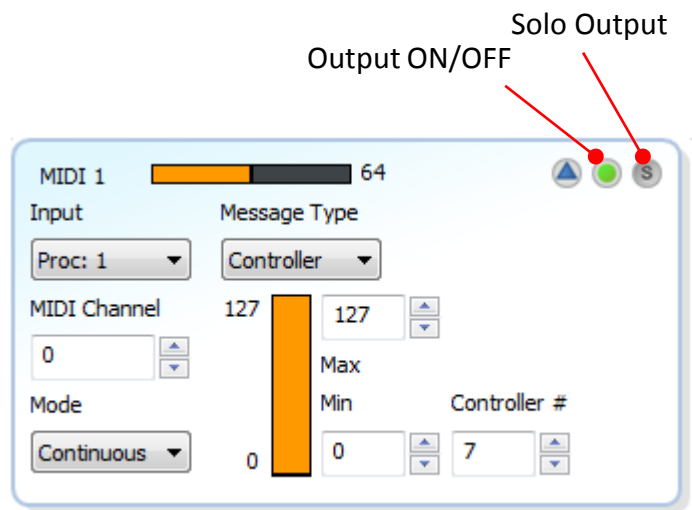 Solo Output
Output ON/OFF
MIDI 1 64 S
Input Message Type
Proc: 1 Controller
MIDI Channel 127 127
0
Max
Mode Min Controller #
Continuous 0 0 7